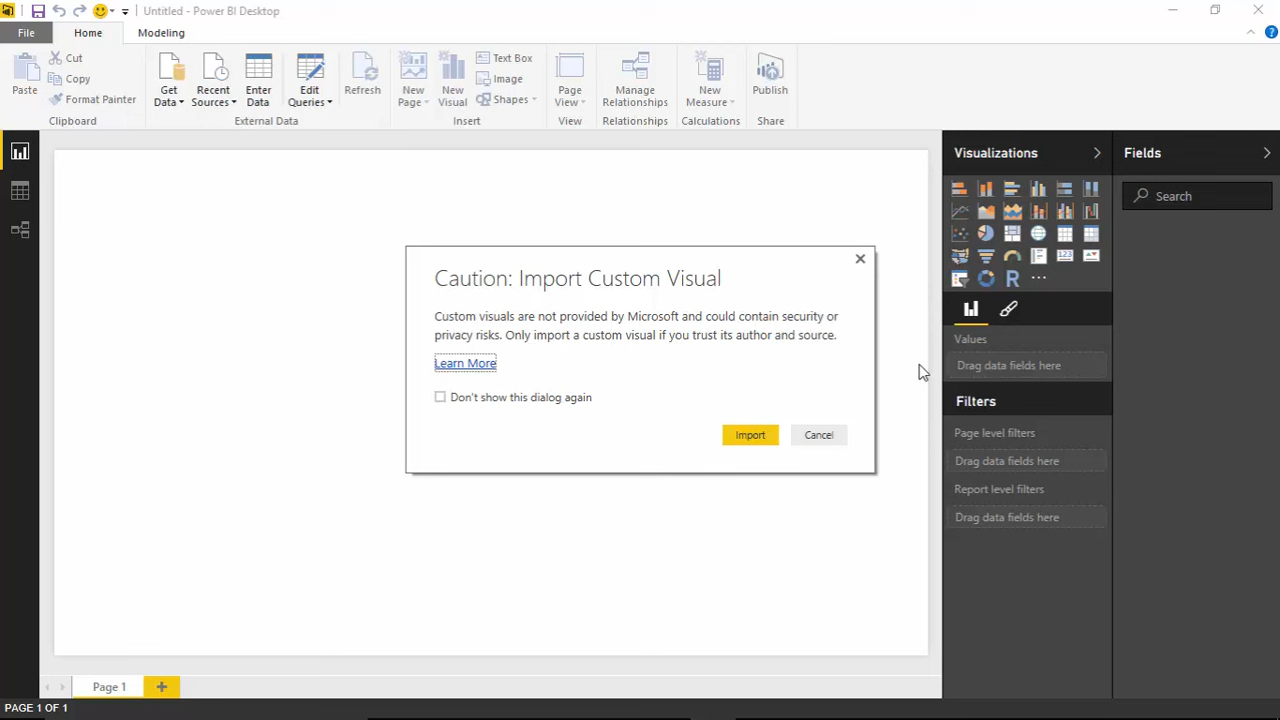 Untitled - Power BI Desktop
File
Home
Modeling
Paste
Cut
Copy
Format Painter
Clipboard
Get
Data
Recent
Sources
Enter
Data
Edit
Queries
Refresh
External Data
New
Page
New
Visual
Text Box
Image
Shapes
Insert
Page
View
View
Manage
Relationships
Relationships
New
Measure
Calculations
Publish
Share
Visualizations
Fields
Search
R
123
Values
Drag data fields here
Filters
Page level filters
Drag data fields here
Report level filters
Drag data fields here
Caution: Import Custom Visual
Custom visuals are not provided by Microsoft and could contain security or
privacy risks. Only import a custom visual if you trust its author and source.
Learn More
Don't show this dialog again
Import
Cancel
Page 1
PAGE 1 OF 1